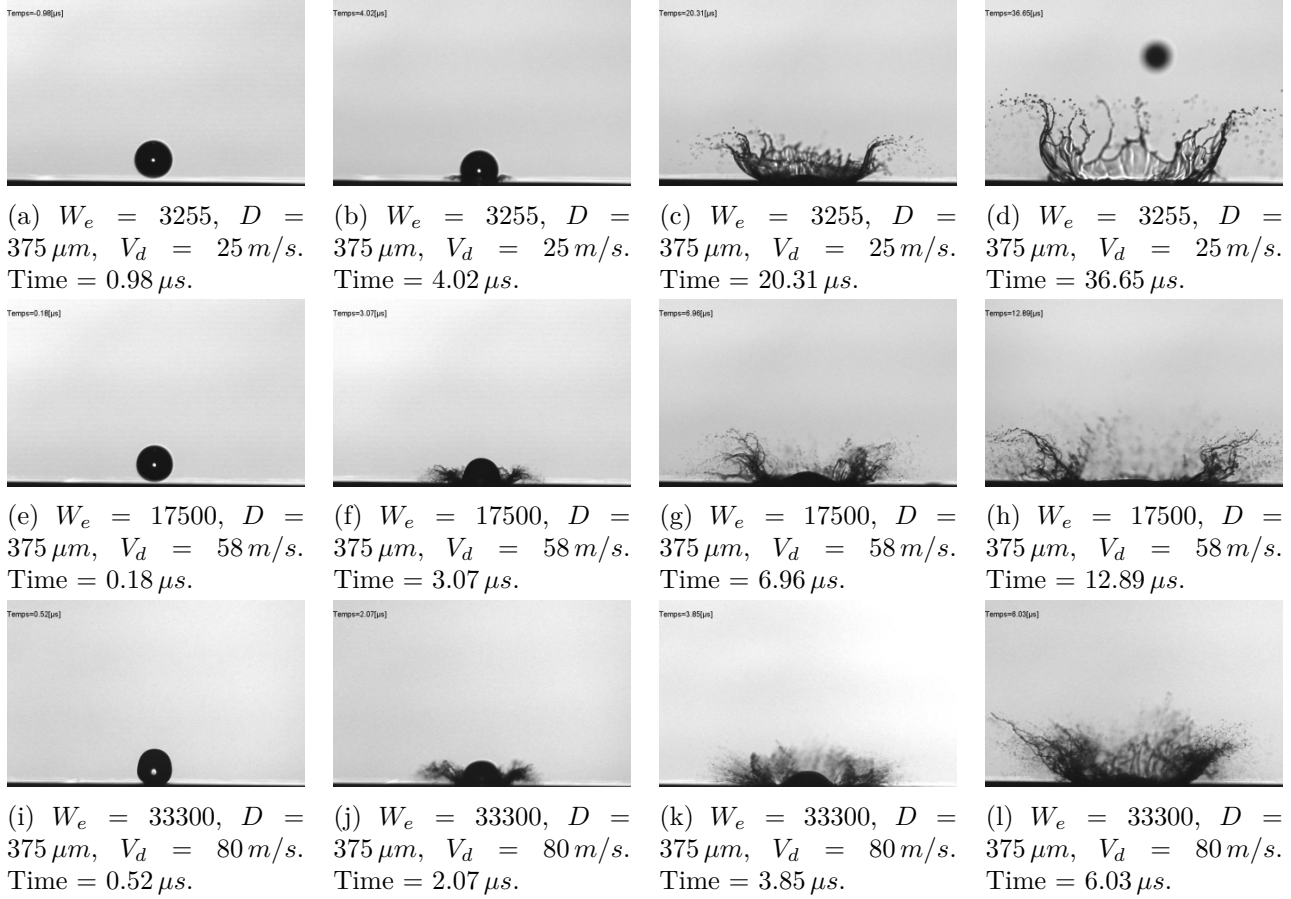 Temps=-0.98[µs]
Temps=4.02[µs]
Temps=20.31[µs]
Temps=36.65[µs]
(a) We = 3255, D =
375 µm, Vd = 25 m/s.
Time = 0.98 µs.
(b) We = 3255, D =
375 µm, Vd = 25 m/s.
Time = 4.02 µs.
(c) We = 3255, D =
375 µm, Vd = 25 m/s.
Time = 20.31 µs.
(d) We = 3255, D =
375 µm, Vd = 25 m/s.
Time = 36.65 µs.
Temps=0.18[µs]
Temps=3.07[µs]
Temps=6.96[µs]
Temps=12.89[µs]
(e) We = 17500, D =
375 µm, Vd = 58 m/s.
Time = 0.18 µs.
(f) We = 17500, D =
375 µm, Vd = 58 m/s.
Time = 3.07 µs.
(g) We = 17500, D =
375 µm, Vd = 58 m/s.
Time = 6.96 µs.
(h) We = 17500, D =
375 µm, Vd = 58 m/s.
Time = 12.89 µs.
Temps=0.52[µs]
Temps=2.07[µs]
Temps=3.85[µs]
Temps=6.03[µs]
(i) We = 33300, D =
375 µm, Vd = 80 m/s.
Time = 0.52 µs.
(j) We = 33300, D =
375 µm, Vd = 80 m/s.
Time = 2.07 µs.
(k) We = 33300, D =
375 µm, Vd = 80 m/s.
Time = 3.85 µs.
(l) We = 33300, D =
375 µm, Vd = 80 m/s.
Time = 6.03 µs.